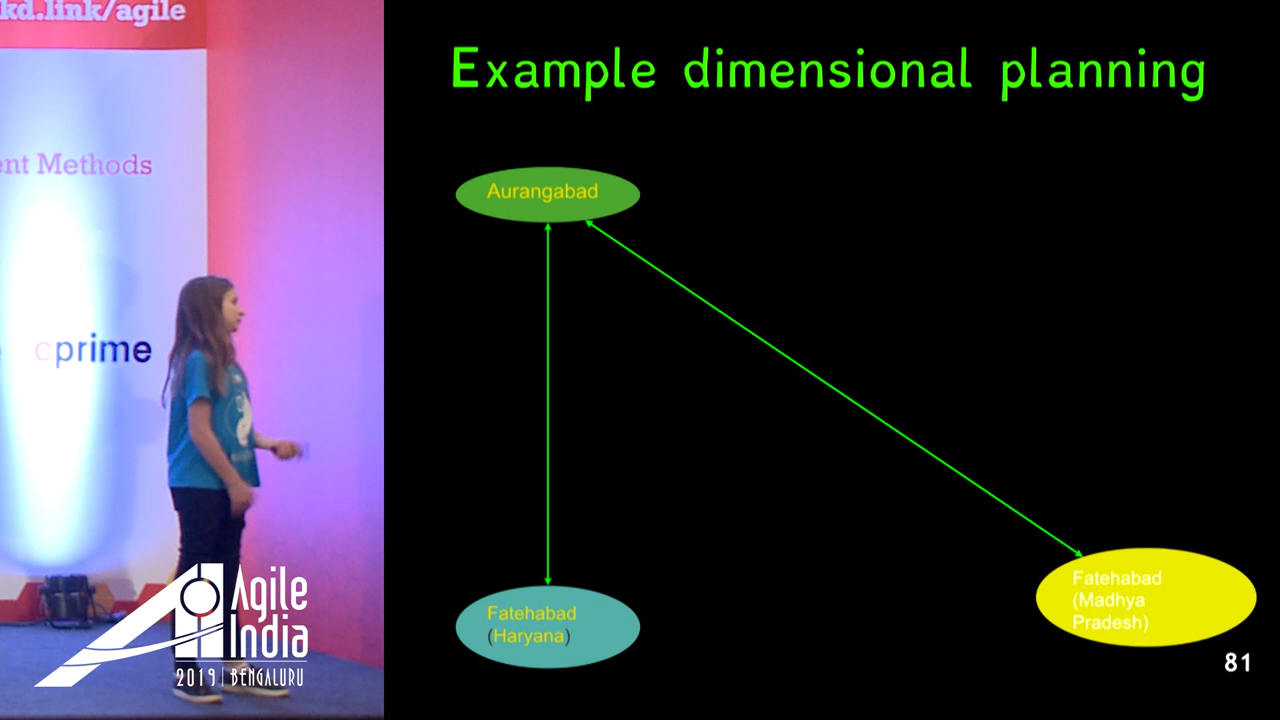 kd.link/agile
ent Methods
cprime
Agile
India
2019 | BENGALURU
Example dimensional planning
Aurangabad
Fatehabad
(Haryana)
Fatehabad
(Madhya
Pradesh)
81